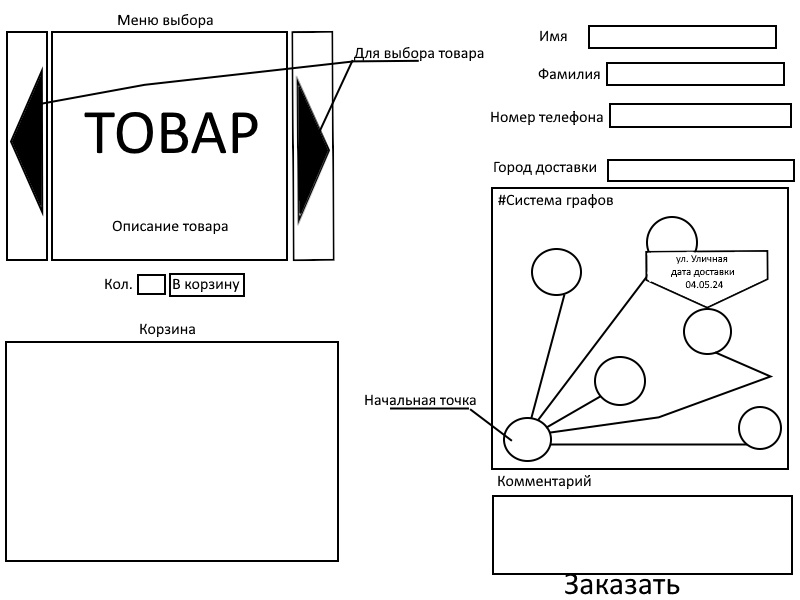 Меню выбора
Для выбора товара
ТОВАР
Описание товара
Кол.
В корзину
Корзина
Имя
Фамилия
Номер телефона
Город доставки
#Система графов
ул. Уличная
дата доставки
04.05.24
Начальная точка
Комментарий
Заказать